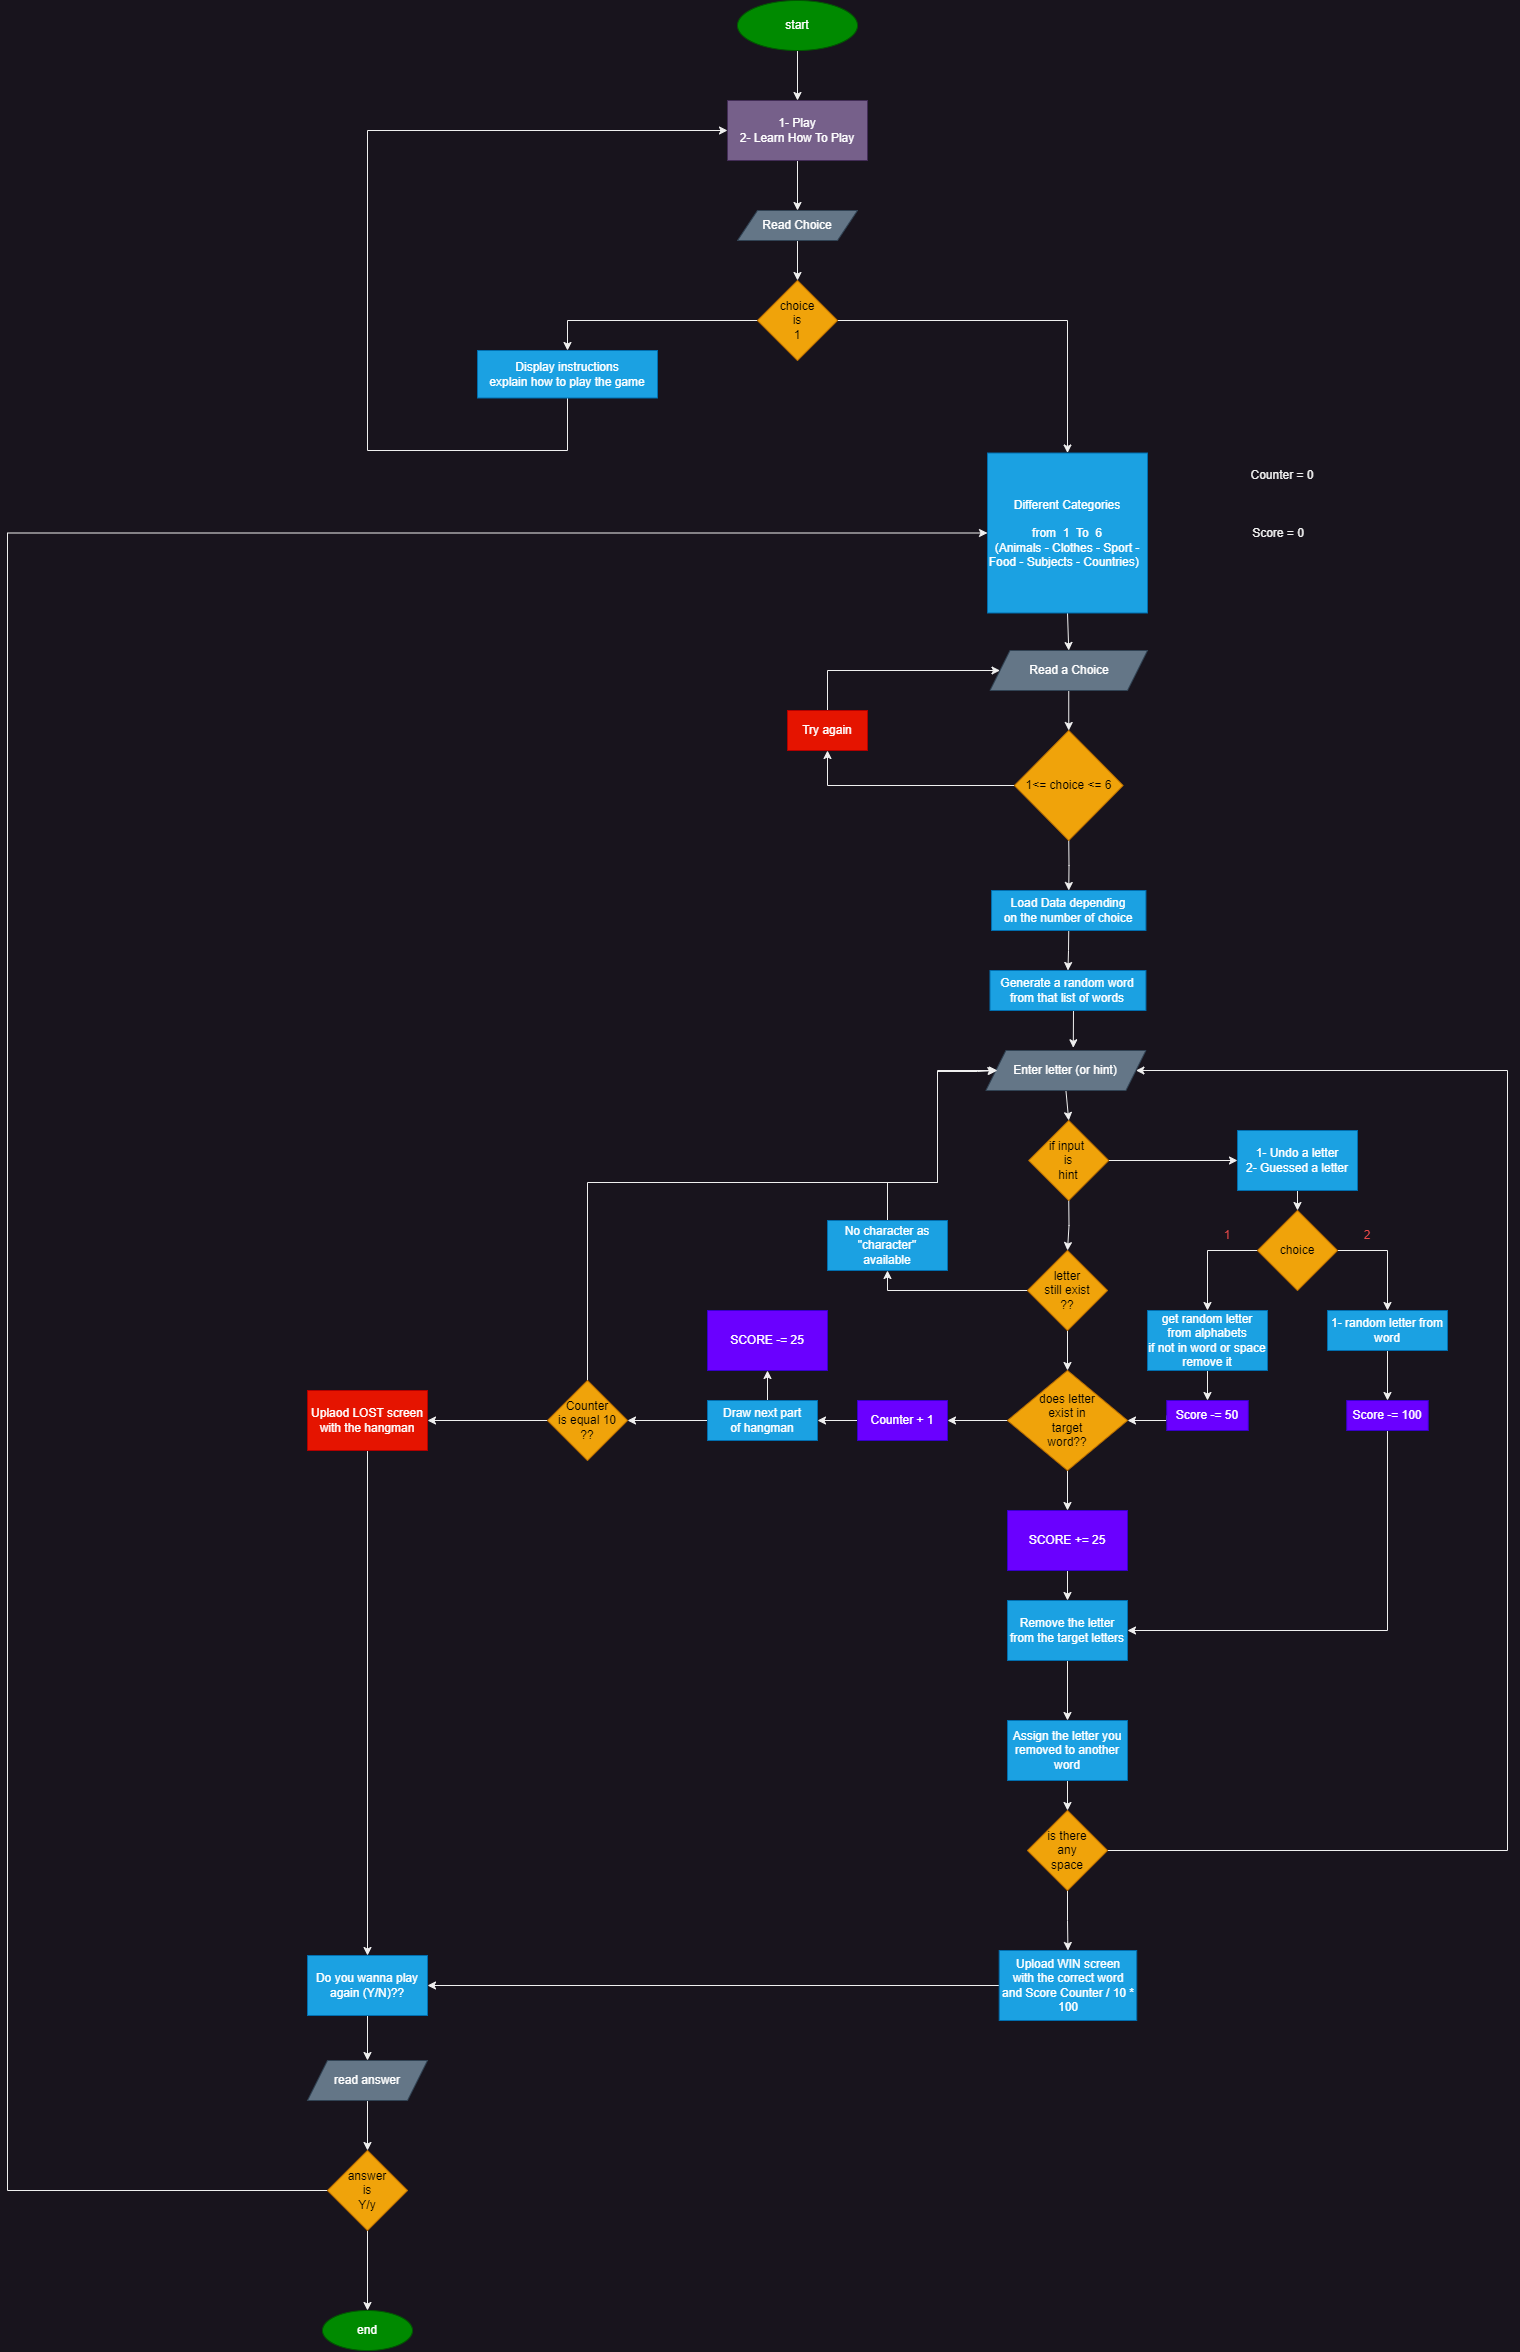 start
1- Play
2- Learn How To Play
Read Choice
choice
is
1
Display instructions
explain how to play the game
Different Categories
from 1 To 6
(Animals - Clothes - Sport -
Food - Subjects - Countries)
Counter = 0
Score = 0
Read a Choice
Try again
1<= choice <= 6
Load Data depending
on the number of choice
Generate a random word
from that list of words
Enter letter (or hint)
if input
is
hint
1- Undo a letter
2- Guessed a letter
No character as
"character"
available
1
choice
2
letter
still exist
??
get random letter
from alphabets
if not in word or space
remove it
1- random letter from
word
SCORE -= 25
Uplaod LOST screen
with the hangman
Counter
is equal 10
??
Draw next part
of hangman
Counter + 1
does letter
exist in
target
word??
Score -= 50
Score -= 100
SCORE += 25
Remove the letter
from the target letters
Assign the letter you
removed to another
word
is there
any
space
Upload WIN screen
with the correct word
and Score Counter / 10 *
100
Do you wanna play
again (Y/N)??
read answer
answer
is
Y/y
end